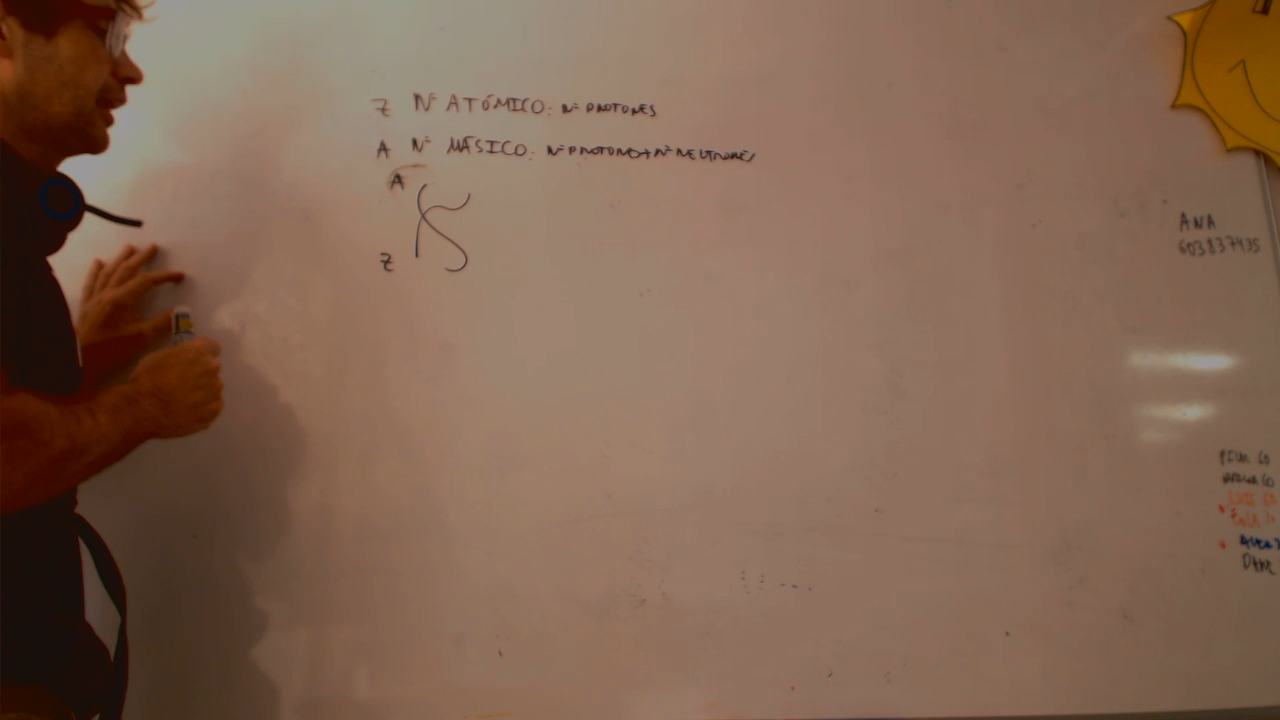 Z Nº ATÓMICO: Nº PROTONES
A Nº MÁSICO: Nº PROTONES+Nº NEUTRONES
A
X
Z
ANA
603837435